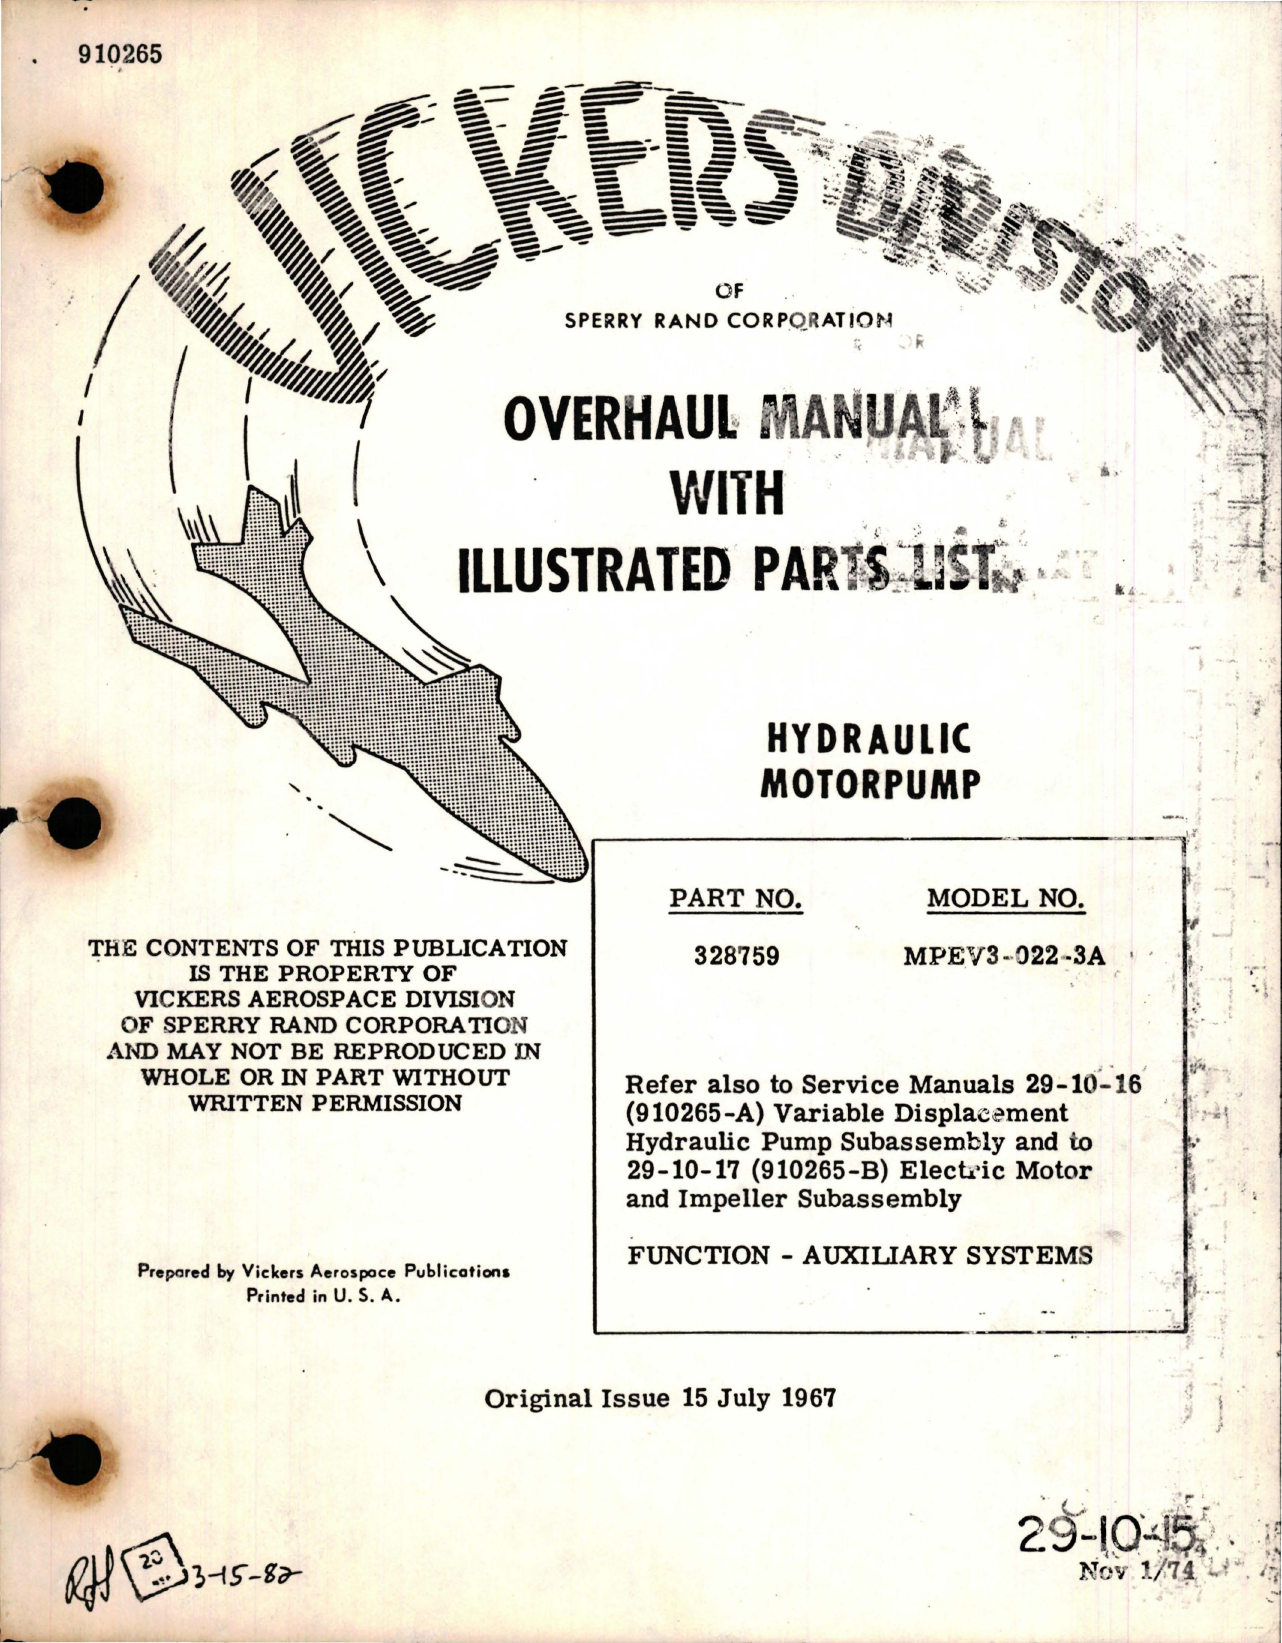 910265
VICKERS DIVISION
OF
SPERRY RAND CORPORATION
OVERHAUL MANUAL
WITH
ILLUSTRATED PARTS LIST
HYDRAULIC
MOTORPUMP
PART NO. MODEL NO.
328759 MPEV3-022-3A
THE CONTENTS OF THIS PUBLICATION
IS THE PROPERTY OF
VICKERS AEROSPACE DIVISION
OF SPERRY RAND CORPORATION
AND MAY NOT BE REPRODUCED IN
WHOLE OR IN PART WITHOUT
WRITTEN PERMISSION
Refer also to Service Manuals 29-10-16
(910265-A) Variable Displacement
Hydraulic Pump Subassembly and to
29-10-17 (910265-B) Electric Motor
and Impeller Subassembly
FUNCTION - AUXILIARY SYSTEMS
Prepared by Vickers Aerospace Publications
Printed in U. S. A.
Original Issue 15 July 1967
29-10-15
Nov 1/74
RH 20 3-15-82